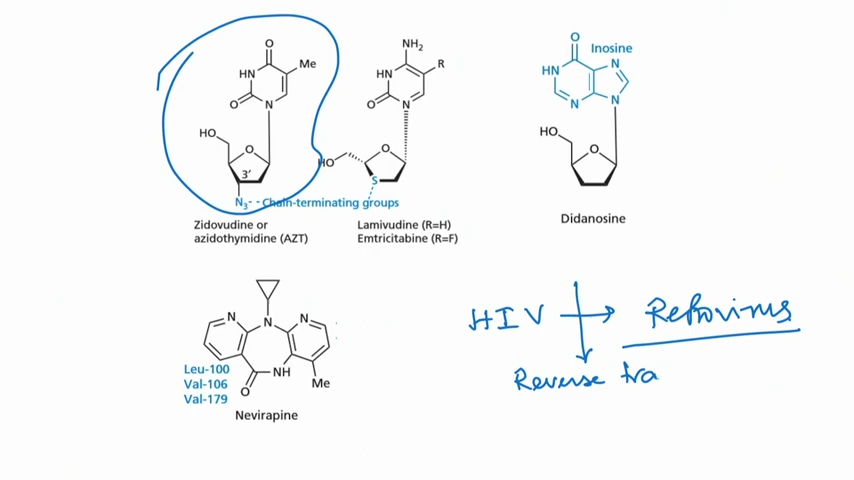 O
NH₂
O
Inosine
HN
Me
N
R
HN
N
O
N
O
N
N
N
HO
O
HO
O
HO
O
3'
S
N₃-- Chain-terminating groups
Zidovudine or
azidothymidine (AZT)
Lamivudine (R=H)
Emtricitabine (R=F)
Didanosine
N
N
N
HIV → Retrovirus
Leu-100
Val-106
Val-179
O
NH
Me
Reverse tra
Nevirapine